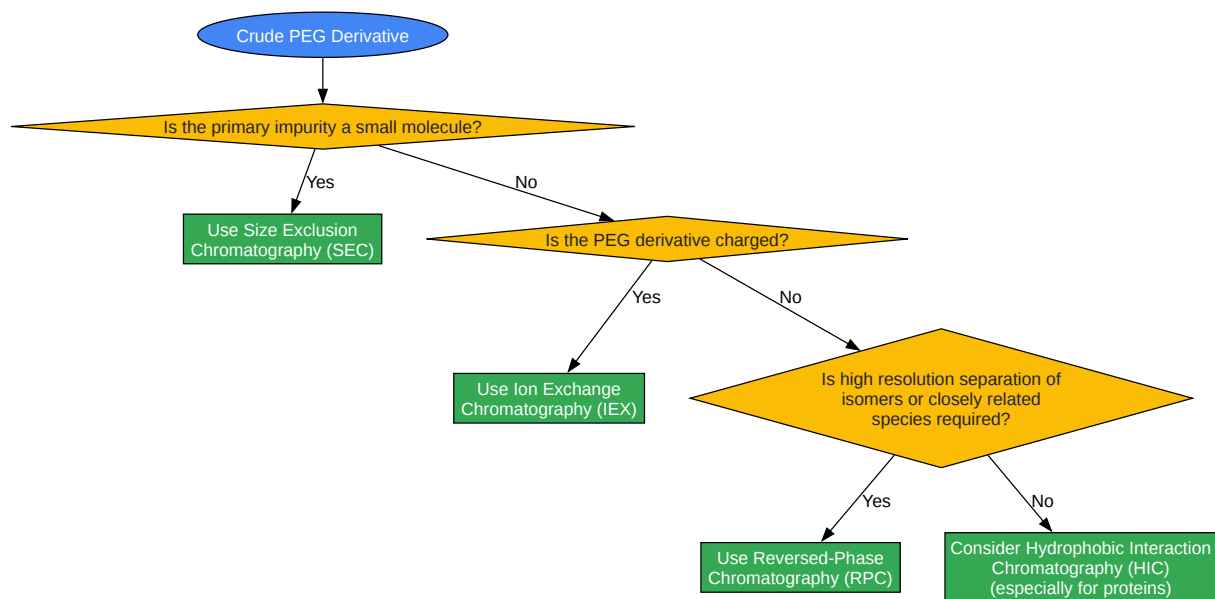 Crude PEG Derivative
Is the primary impurity a small molecule?
Yes
No
Use Size Exclusion
Chromatography (SEC)
Is the PEG derivative charged?
Yes
No
Use Ion Exchange
Chromatography (IEX)
Is high resolution separation of
isomers or closely related
species required?
Yes
No
Use Reversed-Phase
Chromatography (RPC)
Consider Hydrophobic Interaction
Chromatography (HIC)
(especially for proteins)